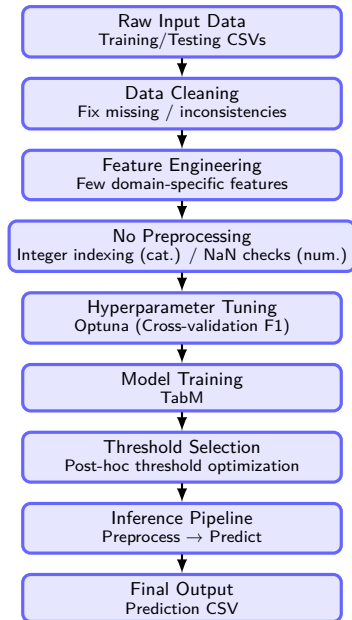 Raw Input Data
Training/Testing CSVs
Data Cleaning
Fix missing / inconsistencies
Feature Engineering
Few domain-specific features
No Preprocessing
Integer indexing (cat.) / NaN checks (num.)
Hyperparameter Tuning
Optuna (Cross-validation F1)
Model Training
TabM
Threshold Selection
Post-hoc threshold optimization
Inference Pipeline
Preprocess → Predict
Final Output
Prediction CSV